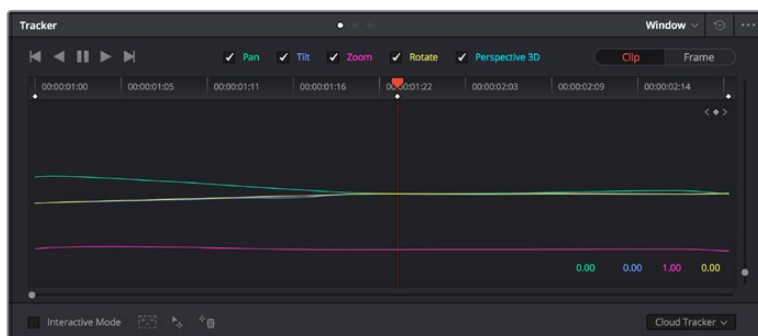 Tracker
Window
Pan Tilt Zoom Rotate Perspective 3D Clip Frame
00:00:01:00 00:00:01:05 00:00:01:11 00:00:01:16 00:00:01:22 00:00:02:03 00:00:02:09 00:00:02:14
0.00 0.00 1.00 0.00
Interactive Mode Cloud Tracker